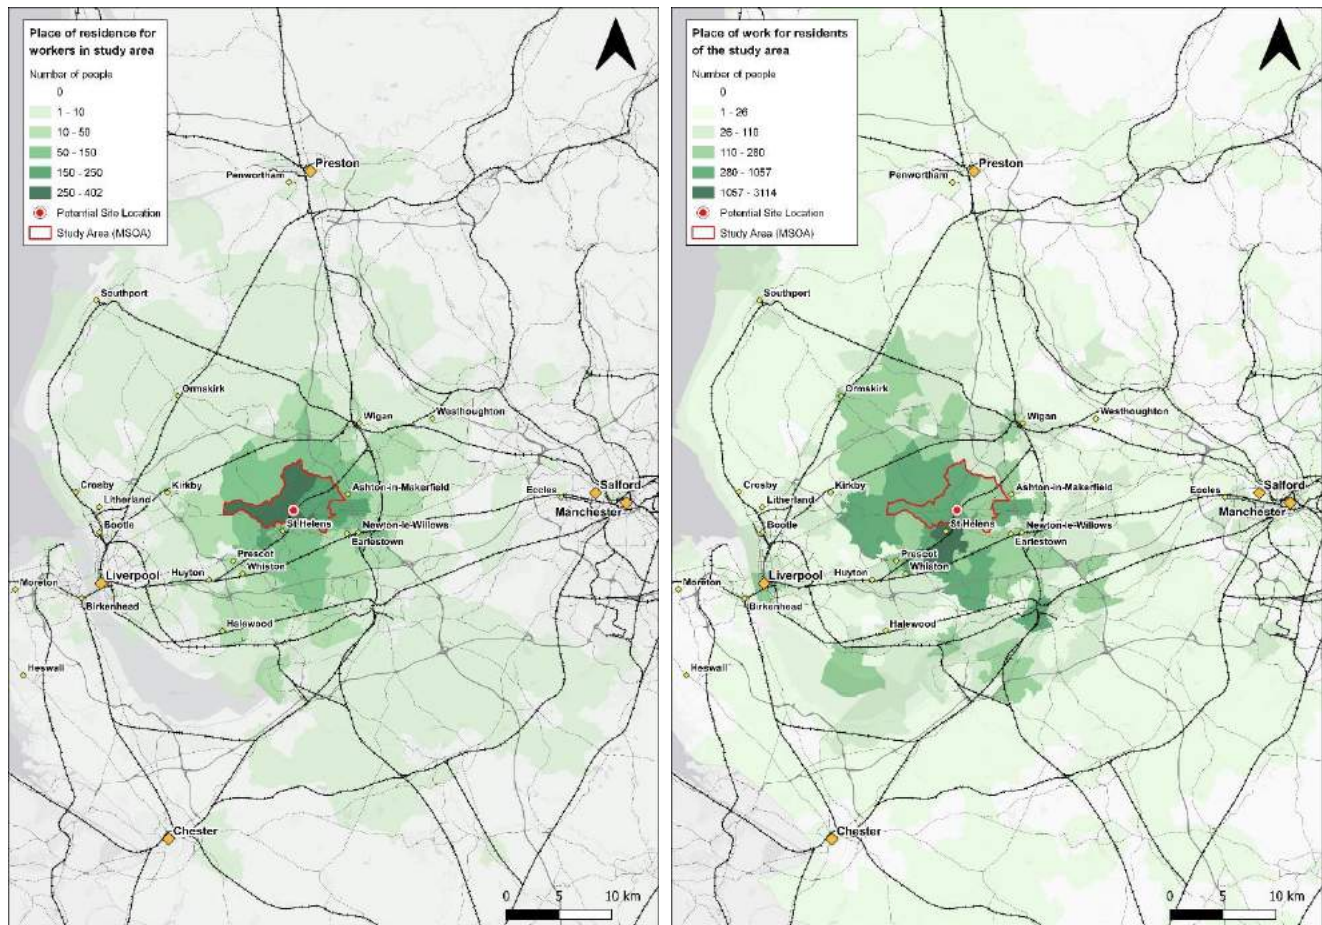 Place of residence for
workers in study area
Number of people
0
1 - 10
10 - 50
50 - 150
150 - 250
250 - 402
Potential Site Location
Study Area (MSOA)
Preston
Penwortham
Southport
Ormskirk
Wigan
Westhoughton
Crosby
Kirkby
Litherland
Ashton-in-Makerfield
Eccles
Salford
Manchester
Bootle
St Helens
Newton-le-Willows
Earlestown
Prescot
Whiston
Huyton
Liverpool
Moreton
Birkenhead
Halewood
Heswall
Chester
0 5 10 km
Place of work for residents
of the study area
Number of people
0
1 - 26
26 - 110
110 - 280
280 - 1057
1057 - 3114
Potential Site Location
Study Area (MSOA)
Preston
Penwortham
Southport
Ormskirk
Wigan
Westhoughton
Crosby
Kirkby
Litherland
Ashton-in-Makerfield
Eccles
Salford
Manchester
Bootle
St Helens
Newton-le-Willows
Earlestown
Prescot
Whiston
Huyton
Liverpool
Moreton
Birkenhead
Halewood
Heswall
Chester
0 5 10 km